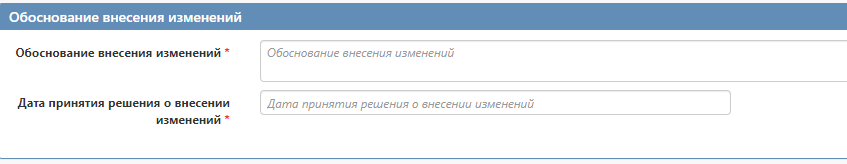 Обоснование внесения изменений
Обоснование внесения изменений *
Обоснование внесения изменений
Дата принятия решения о внесении
изменений *
Дата принятия решения о внесении изменений